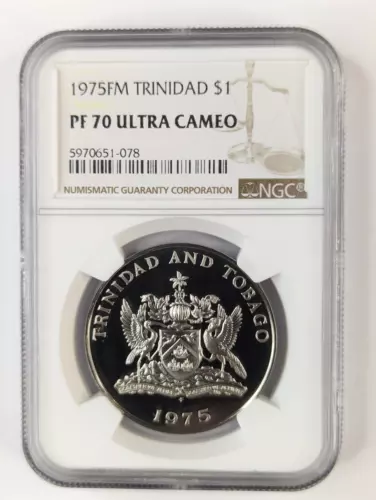 1975FM TRINIDAD $1
PF 70 ULTRA CAMEO
5970651-078
NUMISMATIC GUARANTY CORPORATION
NGC®
TRINIDAD AND TOBAGO
1975